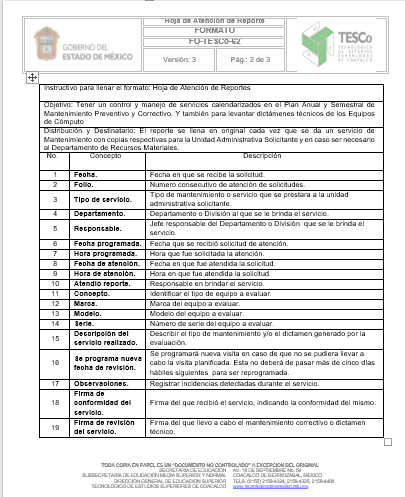 Hoja de Atención de Reporte
FORMATO
FO-TESCo-62
GOBIERNO DEL
ESTADO DE MÉXICO
Versión: 3
Pág.: 2 de 3
TESCo
TECNOLÓGICO
DE ESTUDIOS
SUPERIORES DE
COACALCO
Instructivo para llenar el formato: Hoja de Atención de Reportes
Objetivo: Tener un control y manejo de servicios calendarizados en el Plan Anual y Semestral de
Mantenimiento Preventivo y Correctivo. Y también para levantar dictámenes técnicos de los Equipos
de Cómputo
Distribución y Destinatario: El reporte se llena en original cada vez que se da un servicio de
Mantenimiento con copias respectivas para la Unidad Administrativa Solicitante y en caso ser necesario
al Departamento de Recursos Materiales.
No. Concepto Descripción
1 Fecha. Fecha en que se recibe la solicitud.
2 Folio. Numero consecutivo de atención de solicitudes.
3 Tipo de servicio. Tipo de mantenimiento o servicio que se prestara a la unidad
administrativa solicitante.
4 Departamento. Departamento o División al que se le brinda el servicio.
5 Responsable. Jefe responsable del Departamento o División que se le brindo el
servicio.
6 Fecha programada. Fecha que se recibió solicitud de atención.
7 Hora programada. Hora que fue solicitada la atención.
8 Fecha de atención. Fecha en que fue atendida la solicitud.
9 Hora de atención. Hora en que fue atendida la solicitud.
10 Atendió reporte. Responsable en brindar el servicio.
11 Concepto. Identificar el tipo de equipo a evaluar.
12 Marca. Marca del equipo a evaluar.
13 Modelo. Modelo del equipo a evaluar.
14 Serie. Número de serie del equipo a evaluar.
15 Descripción del
servicio realizado. Describir el tipo de mantenimiento y/o el dictamen generado por la
evaluación.
16 Se programa nueva
fecha de revisión. Se programará nueva visita en caso de que no se pudiera llevar a
cabo la visita planificada. Esta no deberá de pasar más de cinco días
hábiles siguientes para ser reprogramada.
17 Observaciones. Registrar incidencias detectadas durante el servicio.
18 Firma de
conformidad del
servicio. Firma del que recibió el servicio, indicando la conformidad del mismo.
19 Firma de revisión
del servicio. Firma del que llevo a cabo el mantenimiento correctivo o dictamen
técnico.
TODA COPIA EN PAPEL ES UN "DOCUMENTO NO CONTROLADO" A EXCEPCIÓN DEL ORIGINAL
SECRETARÍA DE EDUCACIÓN AV. 16 DE SEPTIEMBRE No. 54
SUBSECRETARÍA DE EDUCACIÓN MEDIA SUPERIOR Y NORMAL COACALCO DE BERRIOZÁBAL, MÉXICO
DIRECCIÓN GENERAL DE EDUCACIÓN SUPERIOR
TECNOLÓGICO DE ESTUDIOS SUPERIORES DE COACALCO